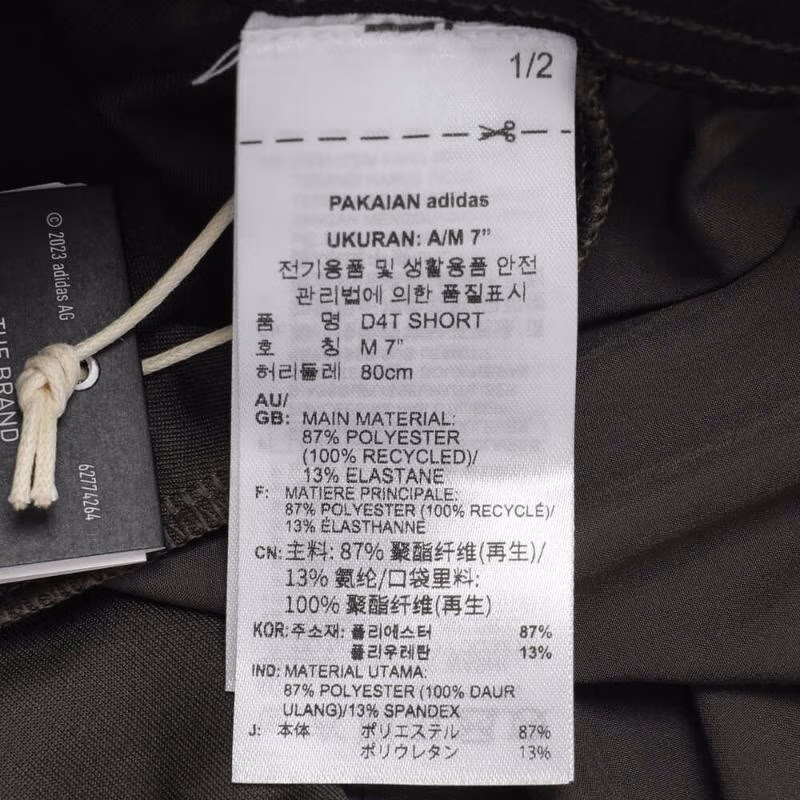 1/2
PAKAIAN adidas
UKURAN: A/M 7”
전기용품 및 생활용품 안전
관리법에 의한 품질표시
품 명 D4T SHORT
호 칭 M 7”
허리둘레 80cm
AU/
GB: MAIN MATERIAL:
87% POLYESTER
(100% RECYCLED)/
13% ELASTANE
F: MATIÈRE PRINCIPALE:
87% POLYESTER (100% RECYCLÉ)/
13% ÉLASTHANNE
CN: 主料: 87% 聚酯纤维(再生)/
13% 氨纶/口袋里料:
100% 聚酯纤维(再生)
KOR: 주소재: 폴리에스터 87%
폴리우레탄 13%
IND: MATERIAL UTAMA:
87% POLYESTER (100% DAUR
ULANG)/13% SPANDEX
J: 本体 ポリエステル 87%
ポリウレタン 13%
© 2023 adidas AG
THE BRAND
62774264